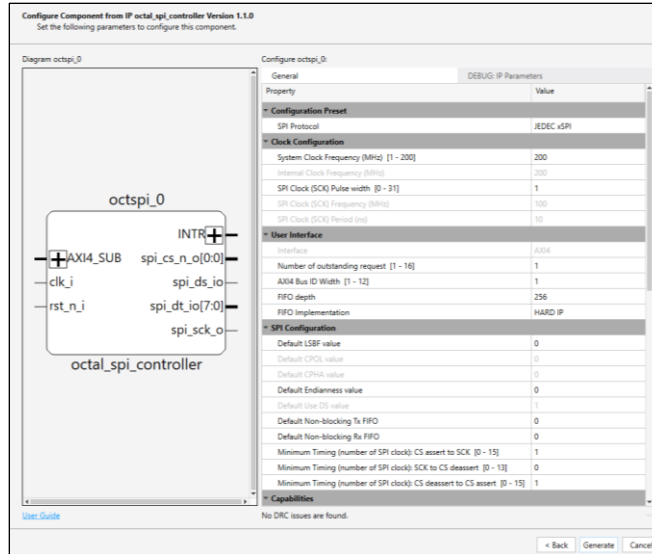 Configure Component from IP octal_spi_controller Version 1.1.0
Set the following parameters to configure this component.
Diagram octspi_0
Configure octspi_0:
General DEBUG: IP Parameters
Property Value
Configuration Preset
SPI Protocol JEDEC xSPI
Clock Configuration
System Clock Frequency (MHz) [1 - 200] 200
Internal Clock Frequency (MHz) 200
SPI Clock (SCK) Pulse width [0 - 31] 1
SPI Clock (SCK) Frequency (MHz) 100
SPI Clock (SCK) Period (ns) 10
User Interface
Interface AXI4
Number of outstanding request [1 - 16] 1
AXI4 Bus ID Width [1 - 12] 1
FIFO depth 256
FIFO Implementation HARD IP
SPI Configuration
Default LSBF value 0
Default CPOL value 0
Default CPHA value 0
Default Endianness value 0
Default Use DS value 1
Default Non-blocking Tx FIFO 0
Default Non-blocking Rx FIFO 0
Minimum Timing (number of SPI clock): CS assert to SCK [0 - 15] 1
Minimum Timing (number of SPI clock): SCK to CS deassert [0 - 13] 0
Minimum Timing (number of SPI clock): CS deassert to CS assert [0 - 15] 1
Capabilities
octspi_0
INTR
AXI4_SUB spi_cs_n_o[0:0]
clk_i spi_ds_io
rst_n_i spi_dt_io[7:0]
spi_sck_o
octal_spi_controller
User Guide
No DRC issues are found.
< Back Generate Cancel